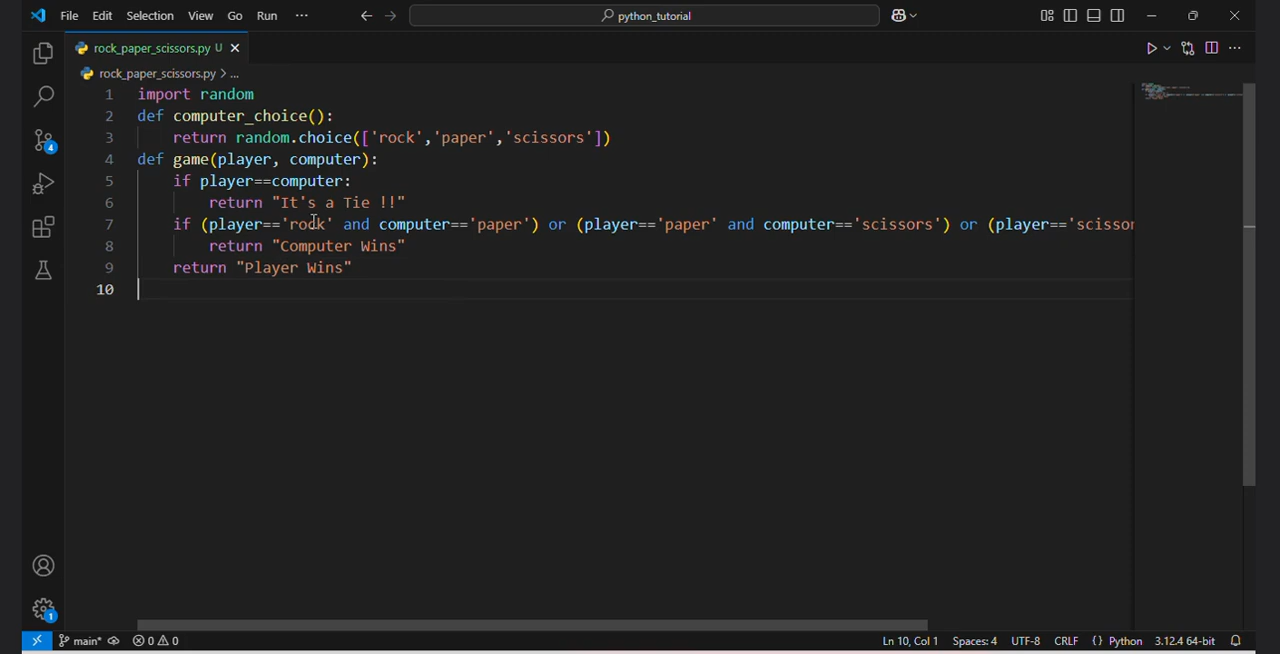 File Edit Selection View Go Run ··· python_tutorial
rock_paper_scissors.py U
rock_paper_scissors.py > ...
1 import random
2 def computer_choice():
3 return random.choice(['rock','paper','scissors'])
4 def game(player, computer):
5 if player==computer:
6 return "It's a Tie !!"
7 if (player=='rock' and computer=='paper') or (player=='paper' and computer=='scissors') or (player=='scissor
8 return "Computer Wins"
9 return "Player Wins"
10
4
1
main* 0 0 Ln 10, Col 1 Spaces: 4 UTF-8 CRLF {} Python 3.12.4 64-bit